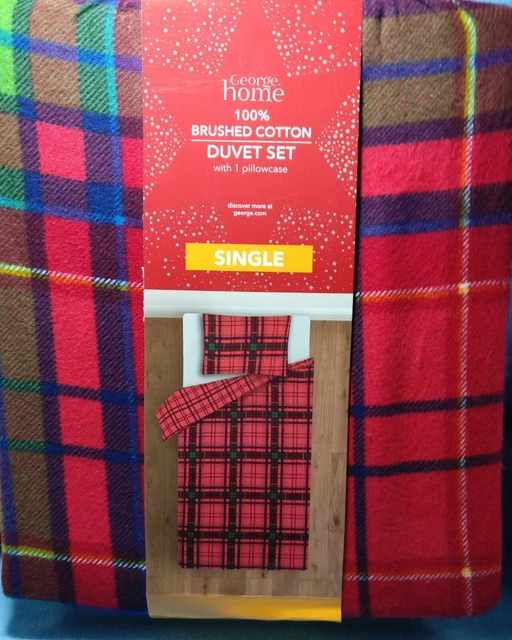 George.
home
100%
BRUSHED COTTON
DUVET SET
with 1 pillowcase
discover more at
george.com
SINGLE